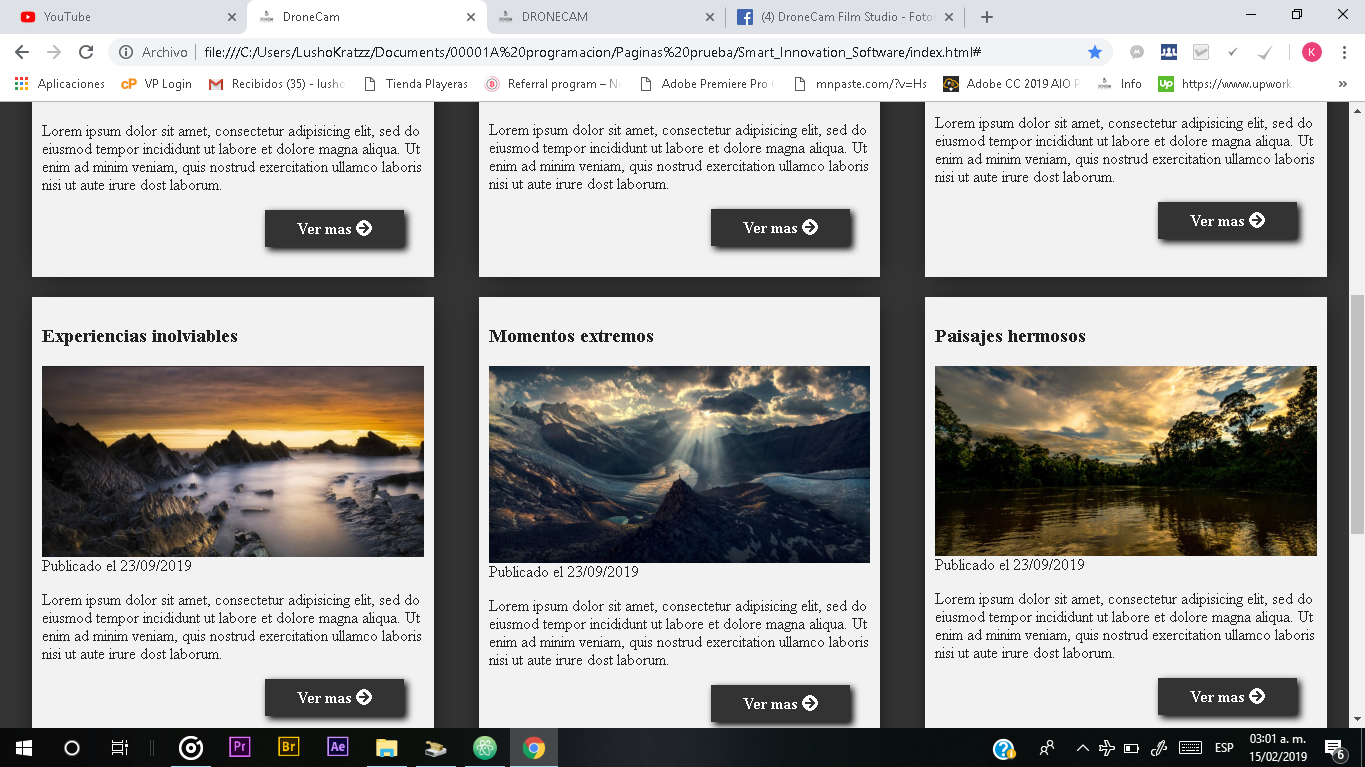 YouTube
DroneCam
DRONECAM
(4) DroneCam Film Studio - Fotos
Archivo
file:///C:/Users/LushoKratzz/Documents/00001A%20programacion/Paginas%20prueba/Smart_Innovation_Software/index.html#
K
Aplicaciones
cP VP Login
Recibidos (35) - lusho
Tienda Playeras
Referral program – N
Adobe Premiere Pro
mnpaste.com/?v=Hs
Adobe CC 2019 AIO P
Info
Up https://www.upwork.
Lorem ipsum dolor sit amet, consectetur adipisicing elit, sed do
eiusmod tempor incididunt ut labore et dolore magna aliqua. Ut
enim ad minim veniam, quis nostrud exercitation ullamco laboris
nisi ut aute irure dost laborum.
Ver mas
Lorem ipsum dolor sit amet, consectetur adipisicing elit, sed do
eiusmod tempor incididunt ut labore et dolore magna aliqua. Ut
enim ad minim veniam, quis nostrud exercitation ullamco laboris
nisi ut aute irure dost laborum.
Ver mas
Lorem ipsum dolor sit amet, consectetur adipisicing elit, sed do
eiusmod tempor incididunt ut labore et dolore magna aliqua. Ut
enim ad minim veniam, quis nostrud exercitation ullamco laboris
nisi ut aute irure dost laborum.
Ver mas
Experiencias inolviables
Publicado el 23/09/2019
Lorem ipsum dolor sit amet, consectetur adipisicing elit, sed do
eiusmod tempor incididunt ut labore et dolore magna aliqua. Ut
enim ad minim veniam, quis nostrud exercitation ullamco laboris
nisi ut aute irure dost laborum.
Ver mas
Momentos extremos
Publicado el 23/09/2019
Lorem ipsum dolor sit amet, consectetur adipisicing elit, sed do
eiusmod tempor incididunt ut labore et dolore magna aliqua. Ut
enim ad minim veniam, quis nostrud exercitation ullamco laboris
nisi ut aute irure dost laborum.
Ver mas
Paisajes hermosos
Publicado el 23/09/2019
Lorem ipsum dolor sit amet, consectetur adipisicing elit, sed do
eiusmod tempor incididunt ut labore et dolore magna aliqua. Ut
enim ad minim veniam, quis nostrud exercitation ullamco laboris
nisi ut aute irure dost laborum.
Ver mas
Pr
Br
Ae
ESP
03:01 a. m.
15/02/2019
6